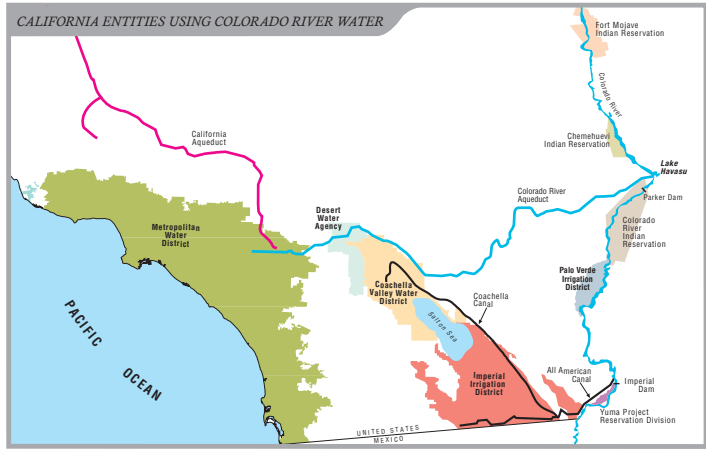 CALIFORNIA ENTITIES USING COLORADO RIVER WATER
Fort Mojave
Indian Reservation
Colorado River
California
Aqueduct
Chemehuevi
Indian Reservation
Lake
Havasu
Colorado River
Aqueduct
Parker Dam
Desert
Water
Agency
Metropolitan
Water
District
Colorado
River
Indian
Reservation
Palo Verde
Irrigation
District
Coachella
Valley Water
District
Coachella
Canal
Salton Sea
PACIFIC
OCEAN
Imperial
Irrigation
District
All American
Canal
Imperial
Dam
Yuma Project
Reservation Division
UNITED STATES
MEXICO